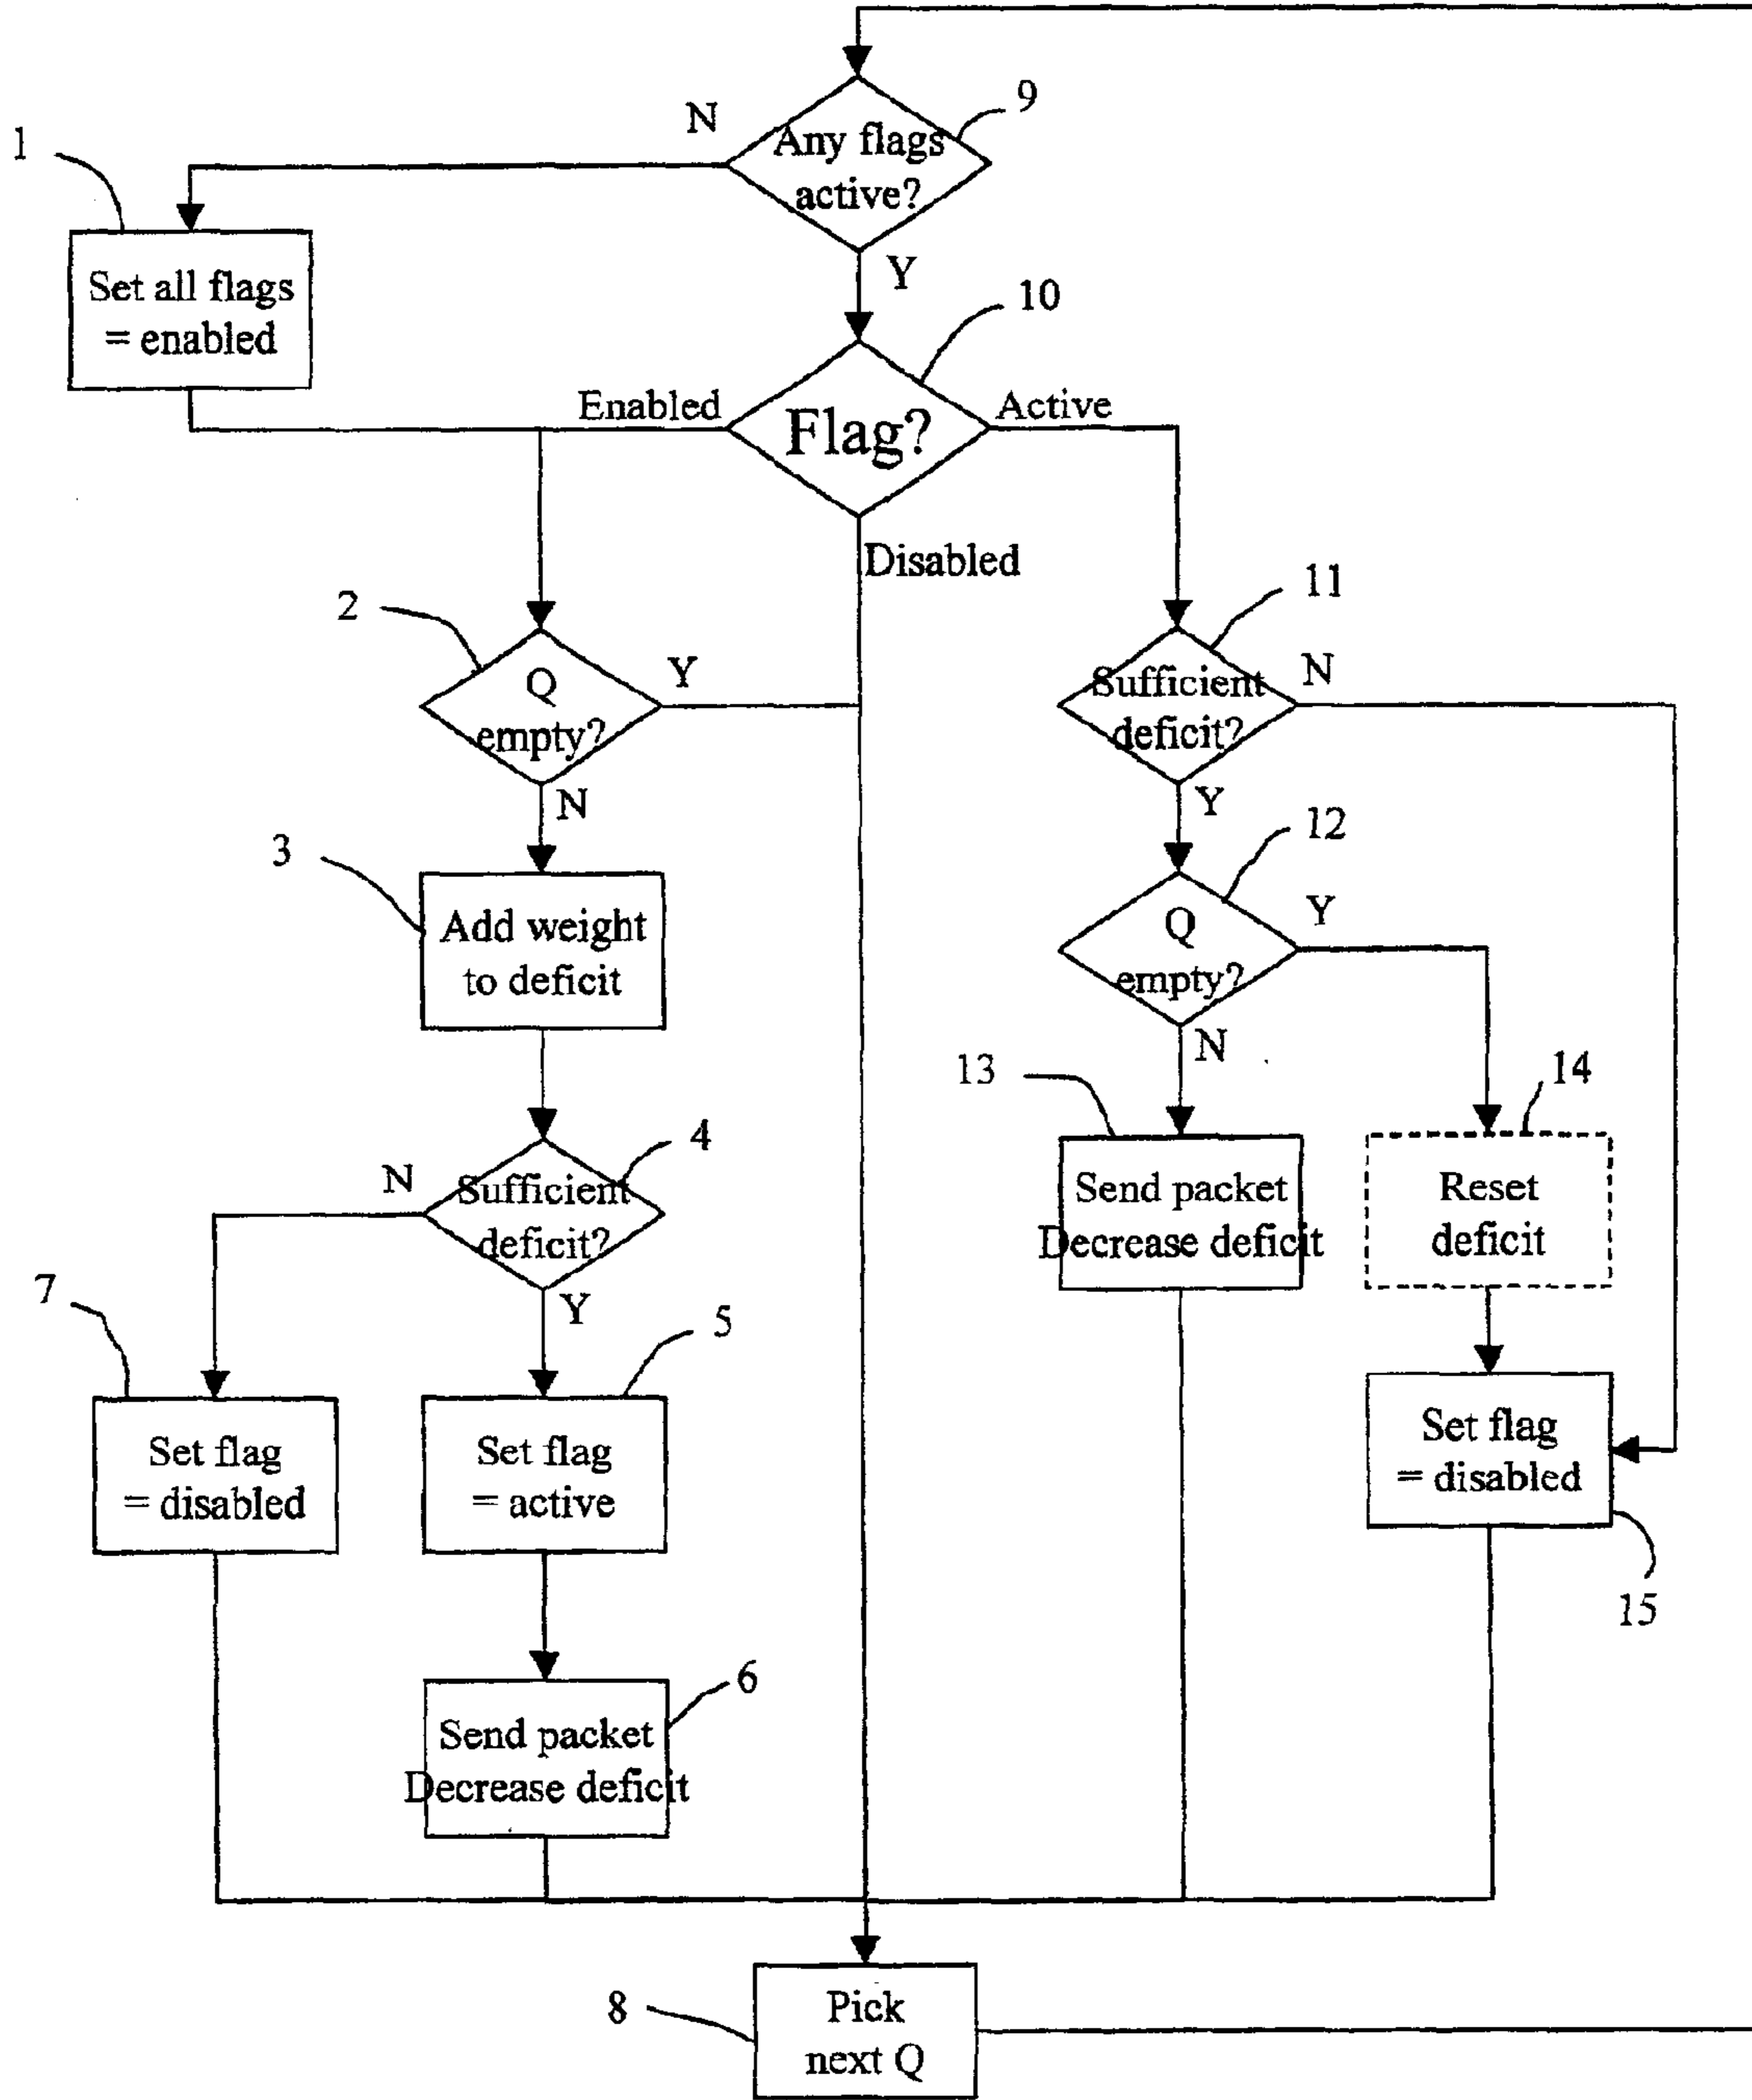 9
N
Any flags
active?
1
Y
Set all flags
= enabled
10
Enabled
Flag?
Active
Disabled
2
11
Q
empty?
Y
Sufficient
deficit?
N
N
Y
3
12
Add weight
to deficit
Q
empty?
Y
N
4
13
14
N
Sufficient
deficit?
Send packet
Decrease deficit
Reset
deficit
7
Y
5
Set flag
= disabled
Set flag
= active
Set flag
= disabled
15
6
Send packet
Decrease deficit
8
Pick
next Q